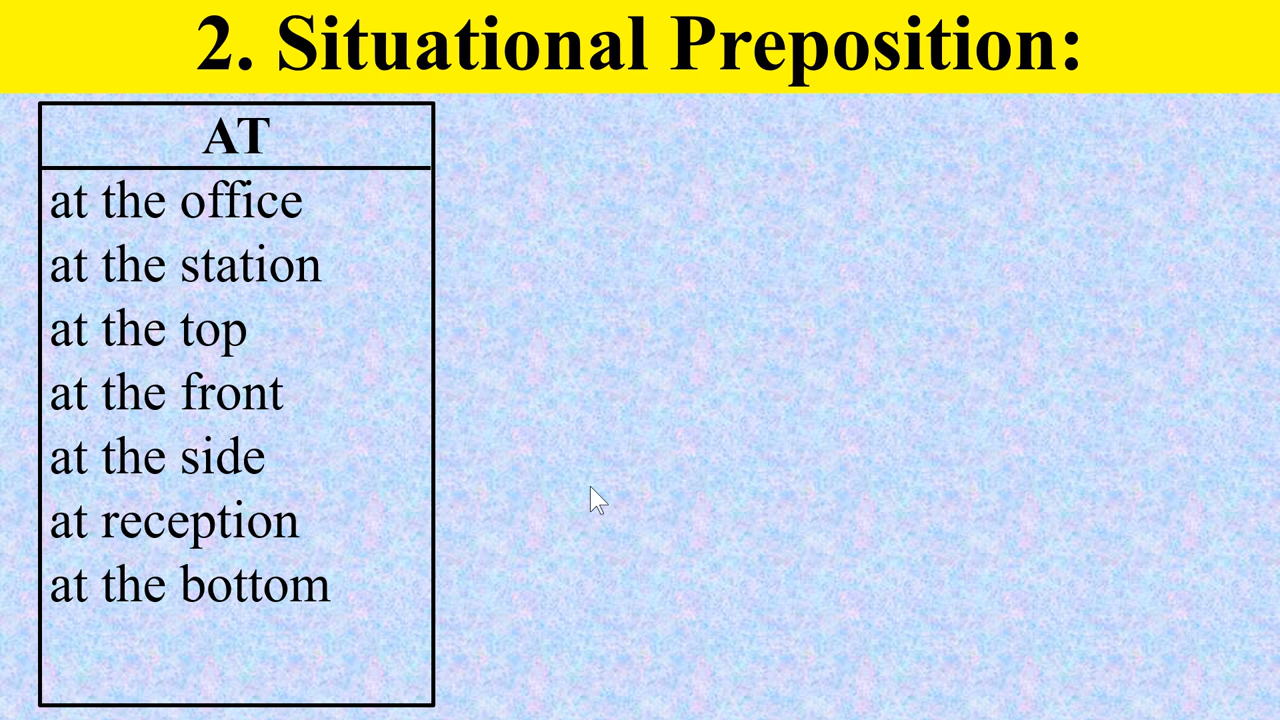 2. Situational Preposition:
AT
at the office
at the station
at the top
at the front
at the side
at reception
at the bottom